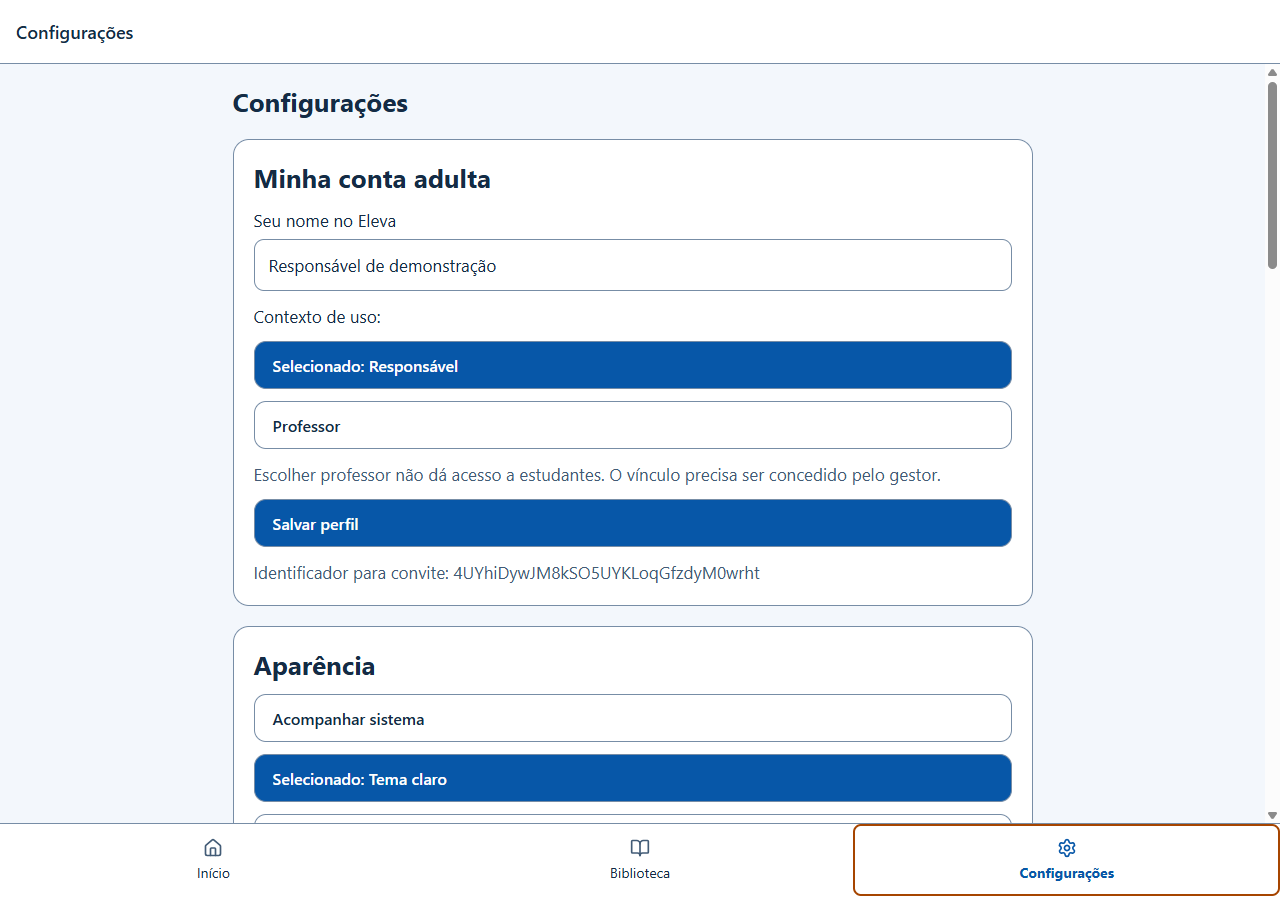 Configurações
Configurações
Minha conta adulta
Seu nome no Eleva
Responsável de demonstração
Contexto de uso:
Selecionado: Responsável
Professor
Escolher professor não dá acesso a estudantes. O vínculo precisa ser concedido pelo gestor.
Salvar perfil
Identificador para convite: 4UYhiDywJM8kSO5UYKLoqGfzdyM0wrht
Aparência
Acompanhar sistema
Selecionado: Tema claro
Início
Biblioteca
Configurações